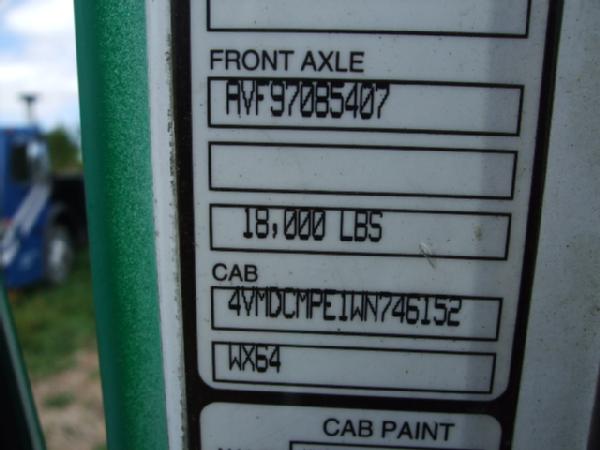 FRONT AXLE
AVF97085407
18,000 LBS
CAB
4VMDCMPE1WN746152
WX64
CAB PAINT